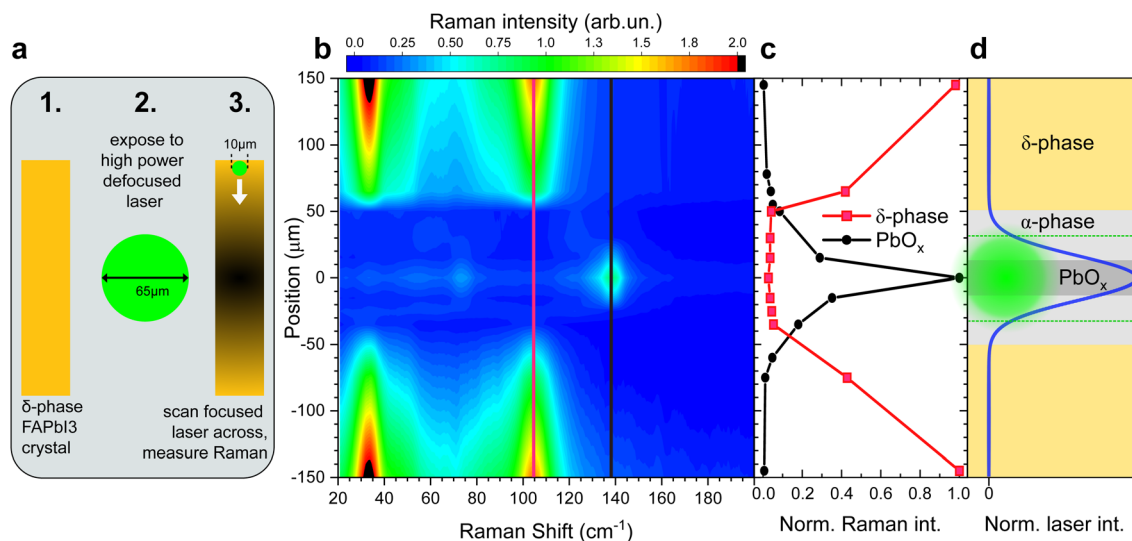 a
1.
2.
3.
expose to
high power
defocused
laser
10μm
65μm
δ-phase
FAPbI3
crystal
scan focused
laser across,
measure Raman
b
Raman intensity (arb.un.)
0.0 0.25 0.50 0.75 1.0 1.3 1.5 1.8 2.0
Position (μm)
150
100
50
0
-50
-100
-150
20 40 60 80 100 120 140 160 180
Raman Shift (cm⁻¹)
c
δ-phase
PbOₓ
0.0 0.4 0.8 1.0
Norm. Raman int.
d
δ-phase
α-phase
PbOₓ
0
Norm. laser int.